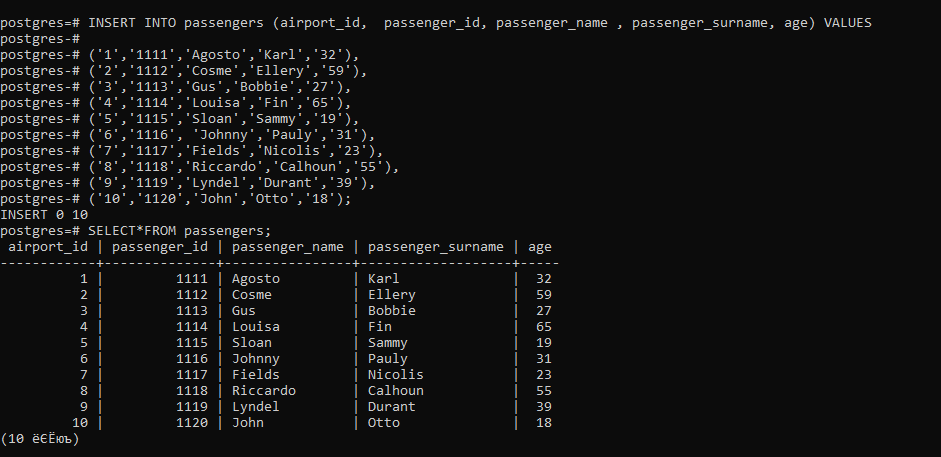 postgres=# INSERT INTO passengers (airport_id,  passenger_id, passenger_name , passenger_surname, age) VALUES
postgres-#
postgres-# ('1','1111','Agosto','Karl','32'),
postgres-# ('2','1112','Cosme','Ellery','59'),
postgres-# ('3','1113','Gus','Bobbie','27'),
postgres-# ('4','1114','Louisa','Fin','65'),
postgres-# ('5','1115','Sloan','Sammy','19'),
postgres-# ('6','1116', 'Johnny','Pauly','31'),
postgres-# ('7','1117','Fields','Nicolis','23'),
postgres-# ('8','1118','Riccardo','Calhoun','55'),
postgres-# ('9','1119','Lyndel','Durant','39'),
postgres-# ('10','1120','John','Otto','18');
INSERT 0 10
postgres=# SELECT*FROM passengers;
 airport_id | passenger_id | passenger_name | passenger_surname | age
------------+--------------+----------------+-------------------+-----
          1 |         1111 | Agosto         | Karl              |  32
          2 |         1112 | Cosme          | Ellery            |  59
          3 |         1113 | Gus            | Bobbie            |  27
          4 |         1114 | Louisa         | Fin               |  65
          5 |         1115 | Sloan          | Sammy             |  19
          6 |         1116 | Johnny         | Pauly             |  31
          7 |         1117 | Fields         | Nicolis           |  23
          8 |         1118 | Riccardo       | Calhoun           |  55
          9 |         1119 | Lyndel         | Durant            |  39
         10 |         1120 | John           | Otto              |  18
(10 ёЄЁюъ)